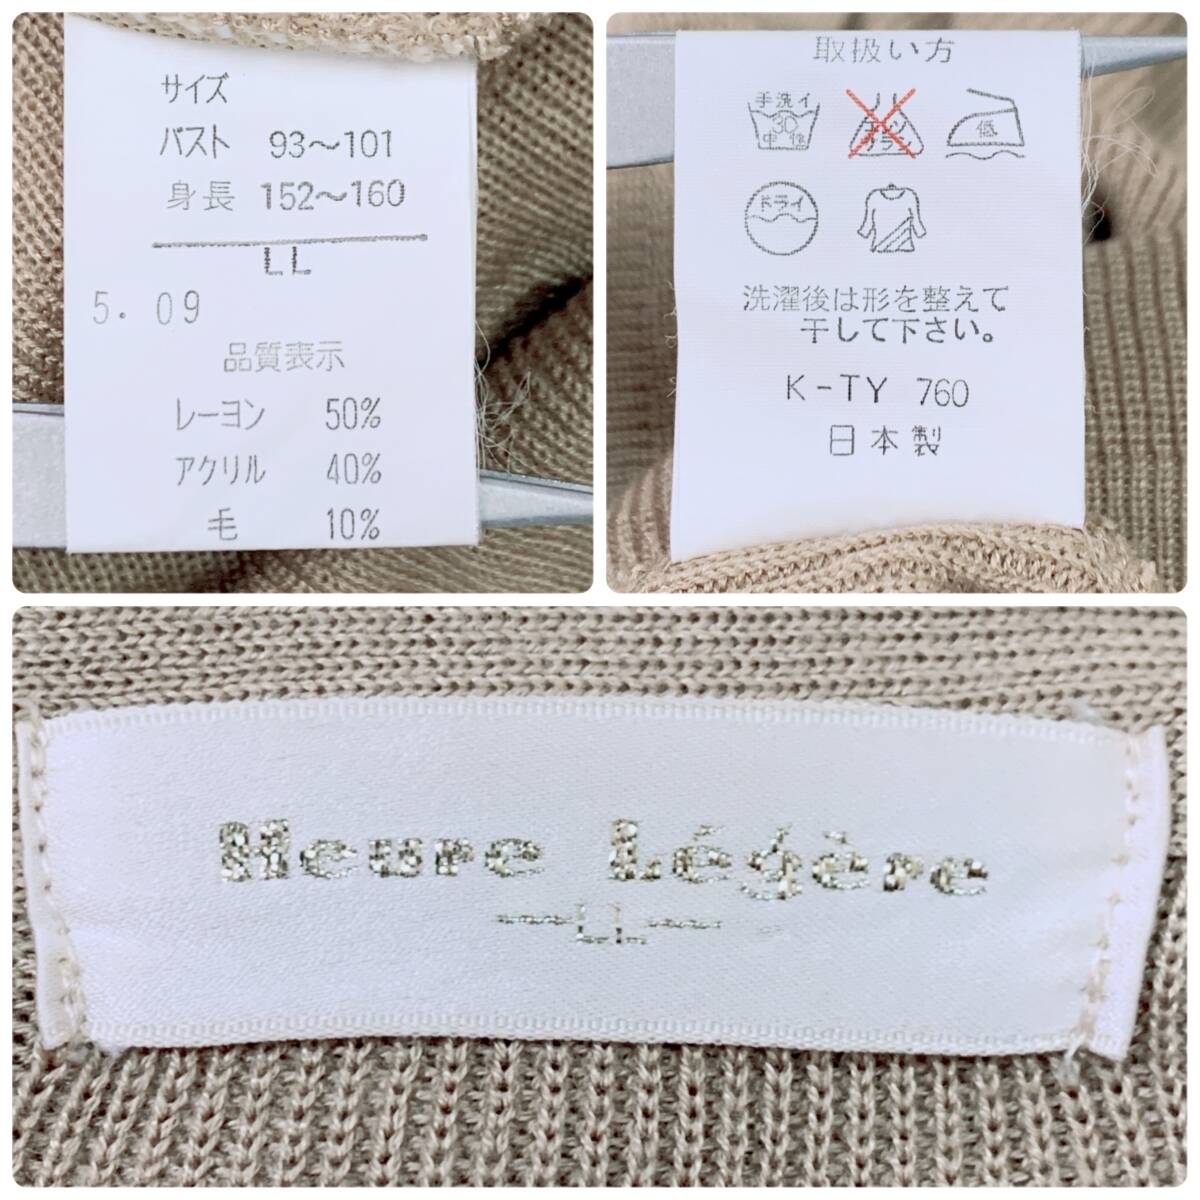 サイズ
バスト 93〜101
身長 152〜160
LL
5. 09
品質表示
レーヨン 50%
アクリル 40%
毛 10%
取扱い方
手洗イ
30
中性
低
ドライ
洗濯後は形を整えて
干して下さい。
K-TY 760
日本製
Heure Légère
LL